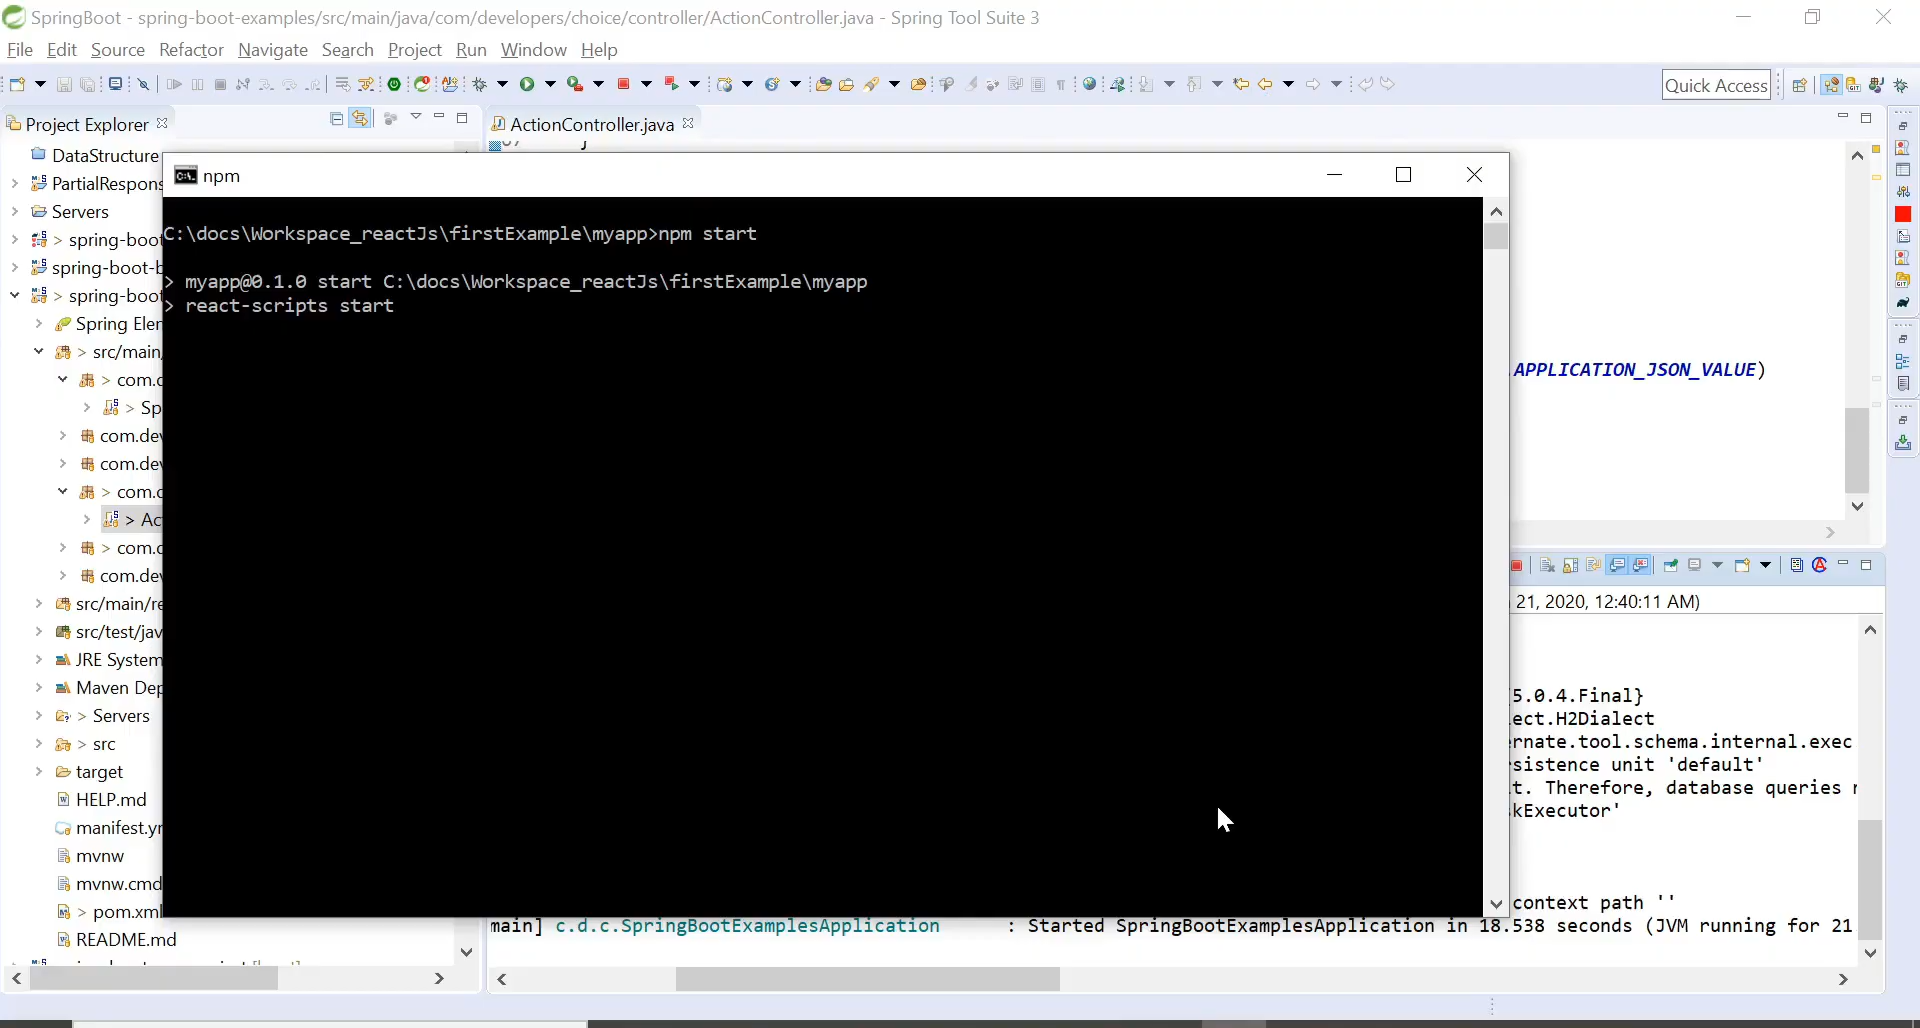 SpringBoot - spring-boot-examples/src/main/java/com/developers/choice/controller/ActionController.java - Spring Tool Suite 3
File Edit Source Refactor Navigate Search Project Run Window Help
Quick Access
Project Explorer
ActionController.java
DataStructure
PartialRespons
Servers
> spring-boot
spring-boot-b
> spring-boot
Spring Eler
> src/main/
> com.d
> Sp
com.dev
com.dev
> com.d
> Ac
> com.d
com.dev
src/main/re
src/test/jav
JRE System
Maven Dep
> Servers
> src
target
HELP.md
manifest.yr
mvnw
mvnw.cmd
> pom.xml
README.md
npm
C:\docs\Workspace_reactJs\firstExample\myapp>npm start
> myapp@0.1.0 start C:\docs\Workspace_reactJs\firstExample\myapp
> react-scripts start
.APPLICATION_JSON_VALUE)
21, 2020, 12:40:11 AM)
5.0.4.Final}
ect.H2Dialect
rnate.tool.schema.internal.exec
sistence unit 'default'
t. Therefore, database queries
kExecutor'
context path ''
main] c.d.c.SpringBootExamplesApplication : Started SpringBootExamplesApplication in 18.538 seconds (JVM running for 21